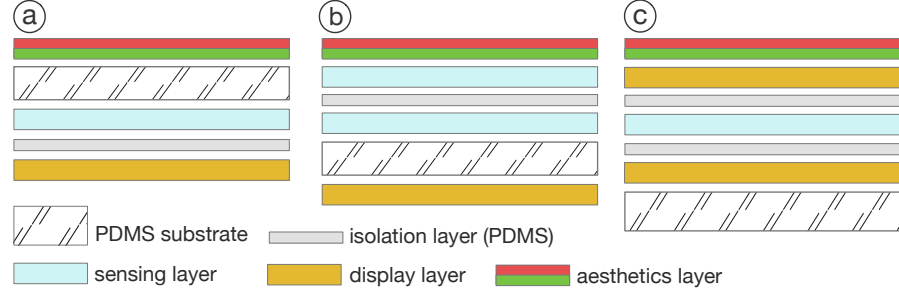 a b c
PDMS substrate isolation layer (PDMS)
sensing layer display layer aesthetics layer